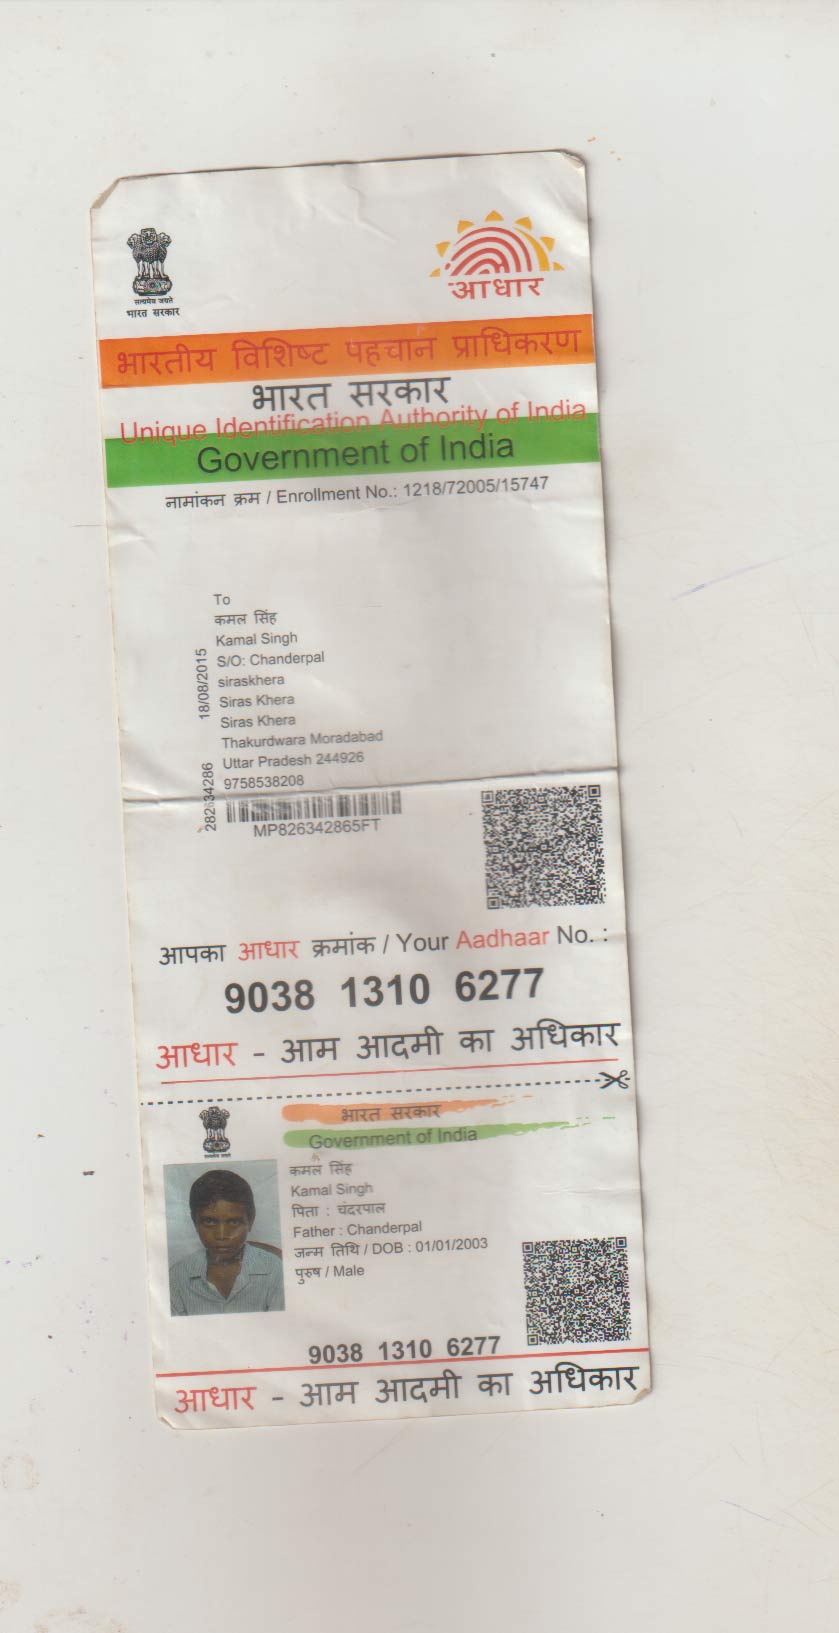 सत्यमेव जयते
भारत सरकार
आधार
भारतीय विशिष्ट पहचान प्राधिकरण
भारत सरकार
Unique Identification Authority of India
Government of India
नामांकन क्रम / Enrollment No.: 1218/72005/15747
To
कमल सिंह
Kamal Singh
S/O: Chanderpal
siraskhera
Siras Khera
Siras Khera
Thakurdwara Moradabad
Uttar Pradesh 244926
9758538208
18/08/2015
MP826342865FT
आपका आधार क्रमांक / Your Aadhaar No. :
9038 1310 6277
आधार - आम आदमी का अधिकार
भारत सरकार
Government of India
कमल सिंह
Kamal Singh
पिता : चंदरपाल
Father : Chanderpal
जन्म तिथि / DOB : 01/01/2003
पुरुष / Male
9038 1310 6277
आधार - आम आदमी का अधिकार